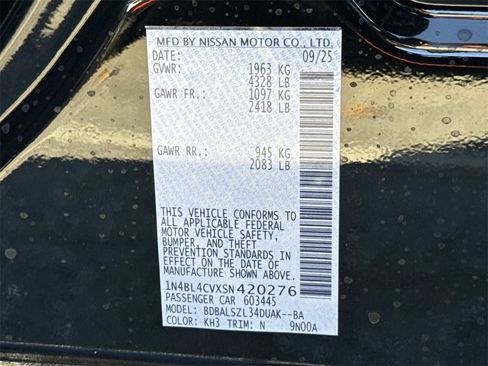 MFD BY NISSAN MOTOR CO., LTD.
DATE: 09/25
GVWR: 1963 KG
4328 LB
GAWR FR.: 1097 KG
2418 LB
GAWR RR.: 945 KG
2083 LB
THIS VEHICLE CONFORMS TO
ALL APPLICABLE FEDERAL
MOTOR VEHICLE SAFETY,
BUMPER, AND THEFT
PREVENTION STANDARDS IN
EFFECT ON THE DATE OF
MANUFACTURE SHOWN ABOVE.
1N4BL4CVXSN420276
PASSENGER CAR 603445
MODEL: BDBALSZL34DUAK--BA
COLOR: KH3 TRIM: N 9N00A